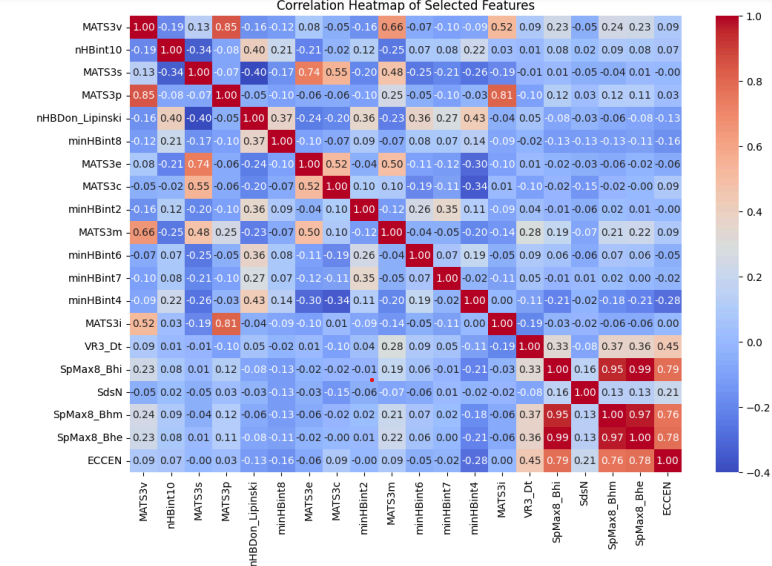 Correlation Heatmap of Selected Features
MATS3v 1.00 -0.19 0.13 0.85 -0.16 -0.12 0.08 -0.05 -0.16 0.66 -0.07 -0.10 -0.09 0.52 0.09 0.23 -0.05 0.24 0.23 0.09
nHBint10 -0.19 1.00 -0.34 -0.08 0.40 0.21 -0.21 -0.02 0.12 -0.25 0.07 0.08 0.22 0.03 0.01 0.08 0.02 0.09 0.08 0.07
MATS3s 0.13 -0.34 1.00 -0.07 -0.40 -0.17 0.74 0.55 -0.20 0.48 -0.25 -0.21 -0.26 -0.19 -0.01 0.01 -0.05 -0.04 0.01 -0.00
MATS3p 0.85 -0.08 -0.07 1.00 -0.05 -0.10 -0.06 -0.06 -0.10 0.25 -0.05 -0.10 -0.03 0.81 -0.10 0.12 0.03 0.12 0.11 0.03
nHBDon_Lipinski -0.16 0.40 -0.40 -0.05 1.00 0.37 -0.24 -0.20 0.36 -0.23 0.36 0.27 0.43 -0.04 0.05 -0.08 -0.03 -0.06 -0.08 -0.13
minHBint8 -0.12 0.21 -0.17 -0.10 0.37 1.00 -0.10 -0.07 0.09 -0.07 0.08 0.07 0.14 -0.09 -0.02 -0.13 -0.13 -0.13 -0.11 -0.16
MATS3e 0.08 -0.21 0.74 -0.06 -0.24 -0.10 1.00 0.52 -0.04 0.50 -0.11 -0.12 -0.30 -0.10 0.01 -0.02 -0.03 -0.06 -0.02 -0.06
MATS3c -0.05 -0.02 0.55 -0.06 -0.20 -0.07 0.52 1.00 0.10 0.10 -0.19 -0.11 -0.34 0.01 -0.10 -0.02 -0.15 -0.02 -0.00 0.09
minHBint2 -0.16 0.12 -0.20 -0.10 0.36 0.09 -0.04 0.10 1.00 -0.12 0.26 0.35 0.11 -0.09 0.04 -0.01 -0.06 0.02 0.01 -0.00
MATS3m 0.66 -0.25 0.48 0.25 -0.23 -0.07 0.50 0.10 -0.12 1.00 -0.04 -0.05 -0.20 -0.14 0.28 0.19 -0.07 0.21 0.22 0.09
minHBint6 -0.07 0.07 -0.25 -0.05 0.36 0.08 -0.11 -0.19 0.26 -0.04 1.00 0.07 0.19 -0.05 0.09 0.06 -0.06 0.07 0.06 -0.05
minHBint7 -0.10 0.08 -0.21 -0.10 0.27 0.07 -0.12 -0.11 0.35 -0.05 0.07 1.00 -0.02 -0.11 0.05 -0.01 0.01 0.02 0.00 -0.02
minHBint4 -0.09 0.22 -0.26 -0.03 0.43 0.14 -0.30 -0.34 0.11 -0.20 0.19 -0.02 1.00 0.00 -0.11 -0.21 -0.02 -0.18 -0.21 -0.28
MATS3i 0.52 0.03 -0.19 0.81 -0.04 -0.09 -0.10 0.01 -0.09 -0.14 -0.05 -0.11 0.00 1.00 -0.19 -0.03 -0.02 -0.06 -0.06 0.00
VR3_Dt 0.09 0.01 -0.01 -0.10 0.05 -0.02 0.01 -0.10 0.04 0.28 0.09 0.05 -0.11 -0.19 1.00 0.33 -0.08 0.37 0.36 0.45
SpMax8_Bhi 0.23 0.08 0.01 0.12 -0.08 -0.13 -0.02 -0.02 -0.01 0.19 0.06 -0.01 -0.21 -0.03 0.33 1.00 0.16 0.95 0.99 0.79
SdsN -0.05 0.02 -0.05 0.03 -0.03 -0.13 -0.03 -0.15 -0.06 -0.07 -0.06 0.01 -0.02 -0.02 -0.08 0.16 1.00 0.13 0.13 0.21
SpMax8_Bhm 0.24 0.09 -0.04 0.12 -0.06 -0.13 -0.06 -0.02 0.02 0.21 0.07 0.02 -0.18 -0.06 0.37 0.95 0.13 1.00 0.97 0.76
SpMax8_Bhe 0.23 0.08 0.01 0.11 -0.08 -0.11 -0.02 -0.00 0.01 0.22 0.06 0.00 -0.21 -0.06 0.36 0.99 0.13 0.97 1.00 0.78
ECCEN 0.09 0.07 -0.00 0.03 -0.13 -0.16 -0.06 0.09 -0.00 0.09 -0.05 -0.02 -0.28 0.00 0.45 0.79 0.21 0.76 0.78 1.00
MATS3v
nHBint10
MATS3s
MATS3p
nHBDon_Lipinski
minHBint8
MATS3e
MATS3c
minHBint2
MATS3m
minHBint6
minHBint7
minHBint4
MATS3i
VR3_Dt
SpMax8_Bhi
SdsN
SpMax8_Bhm
SpMax8_Bhe
ECCEN
1.0
0.8
0.6
0.4
0.2
0.0
−0.2
−0.4